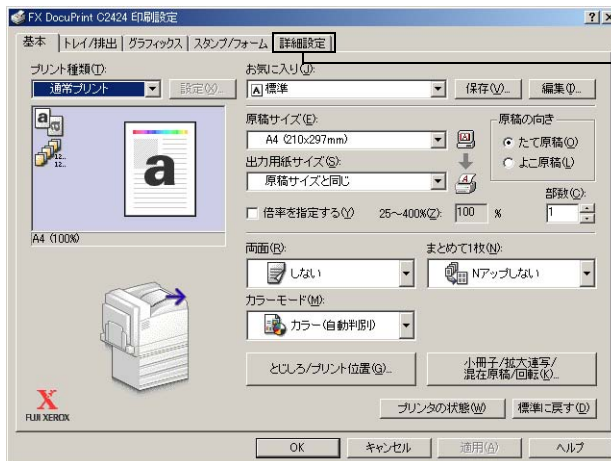 FX DocuPrint C2424 印刷設定
基本 トレイ/排出 グラフィックス スタンプ/フォーム 詳細設定
プリント種類(T):
通常プリント
設定(X)...
お気に入り(J):
A 標準
保存(V)...
編集(I)...
原稿サイズ(E):
A4 (210x297mm)
出力用紙サイズ(S):
原稿サイズと同じ
倍率を指定する(Y) 25~400%(Z): 100 %
原稿の向き
たて原稿(Q)
よこ原稿(L)
部数(C):
1
a
a
12...
12...
a
A4 (100%)
両面(R):
しない
まとめて1枚(N):
Nアップしない
カラーモード(M):
カラー(自動判別)
とじしろ/プリント位置(G)...
小冊子/拡大連写/
混在原稿/回転(K)...
X
FUJI XEROX
プリンタの状態(W)
標準に戻す(D)
OK キャンセル 適用(A) ヘルプ